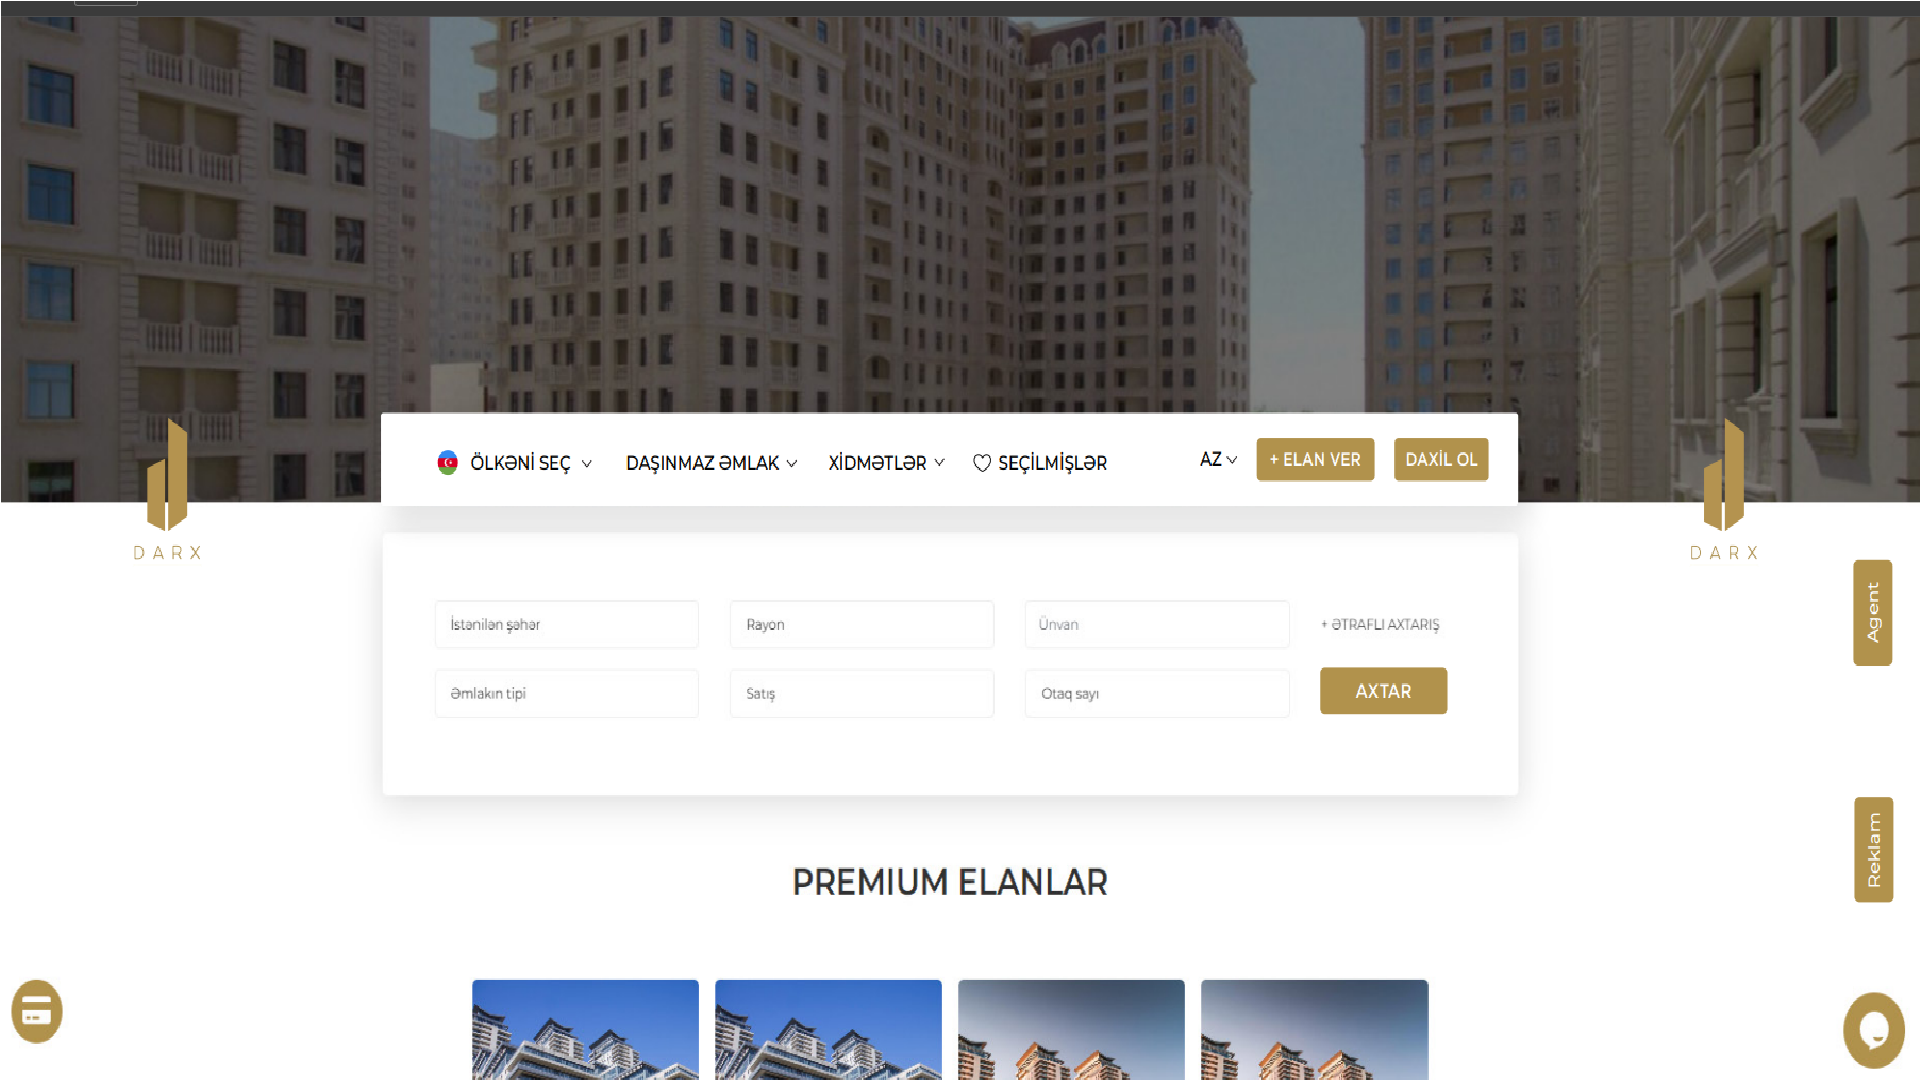 ÖLKƏNİ SEÇ DAŞINMAZ ƏMLAK XİDMƏTLƏR SEÇİLMİŞLƏR AZ + ELAN VER DAXİL OL
DARX
DARX
İstənilən şəhər Rayon Ünvan + ƏTRAFLI AXTARIŞ
Əmlakın tipi Satış Otaq sayı AXTAR
Agent
Reklam
PREMIUM ELANLAR